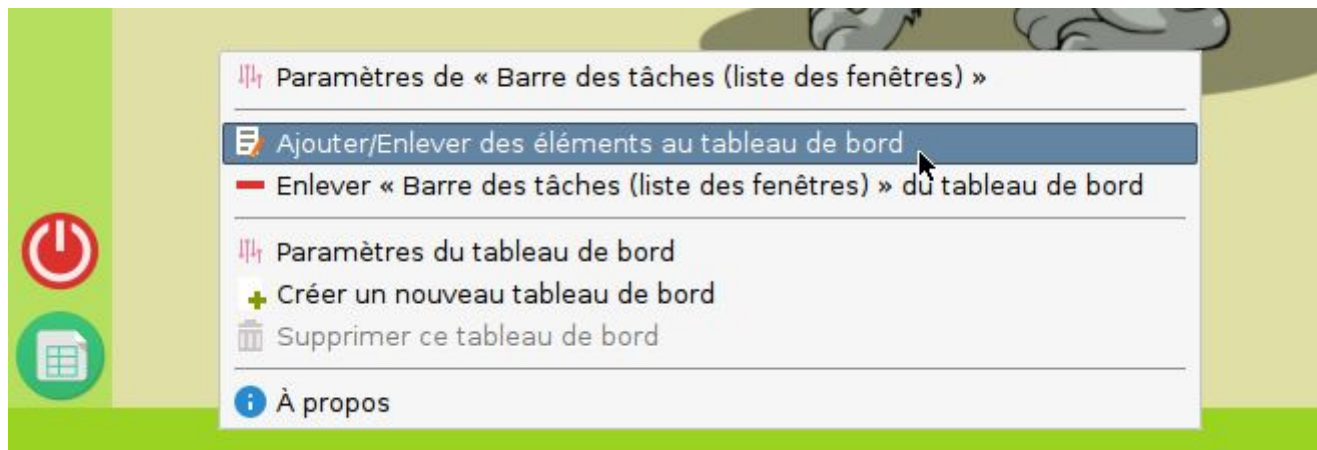 Paramètres de « Barre des tâches (liste des fenêtres) »
Ajouter/Enlever des éléments au tableau de bord
Enlever « Barre des tâches (liste des fenêtres) » du tableau de bord
Paramètres du tableau de bord
Créer un nouveau tableau de bord
Supprimer ce tableau de bord
À propos